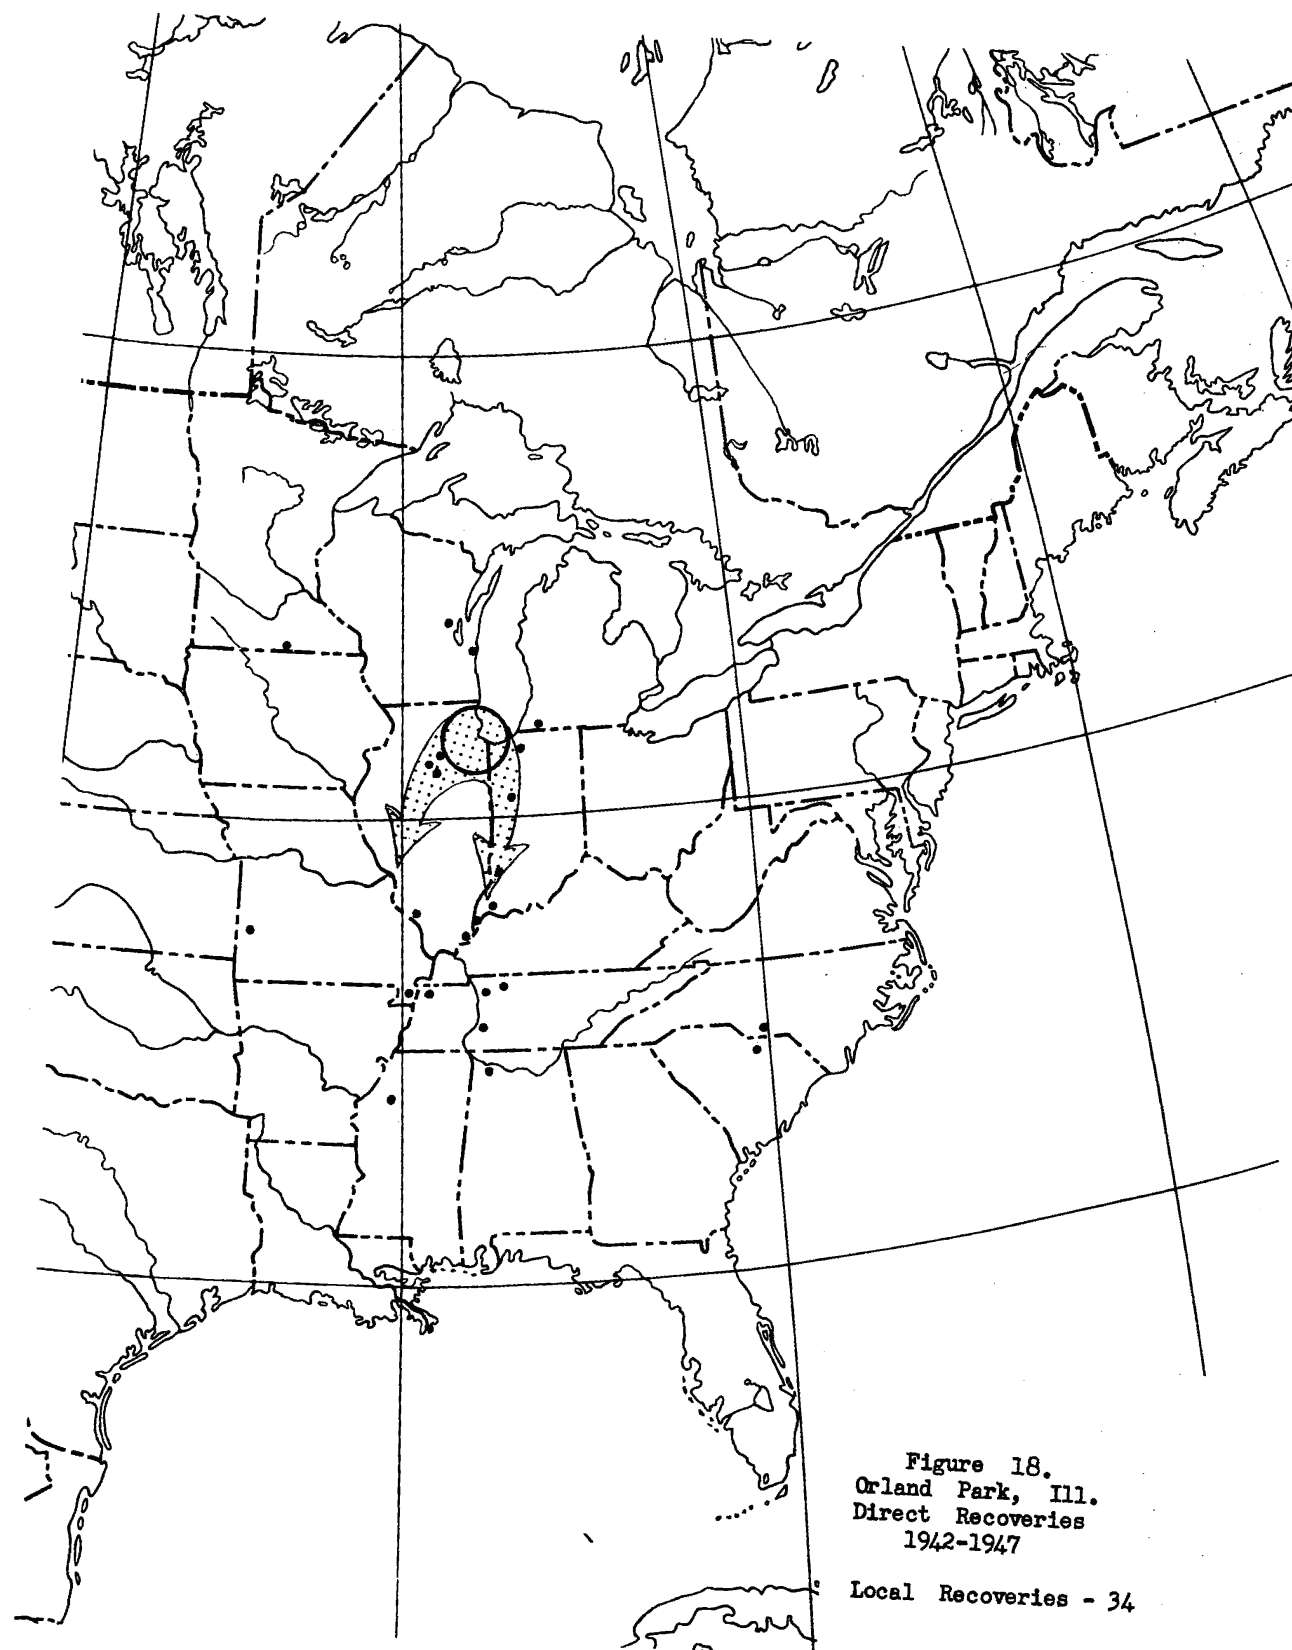 Figure 18.
Orland Park, Ill.
Direct Recoveries
1942-1947
Local Recoveries - 34